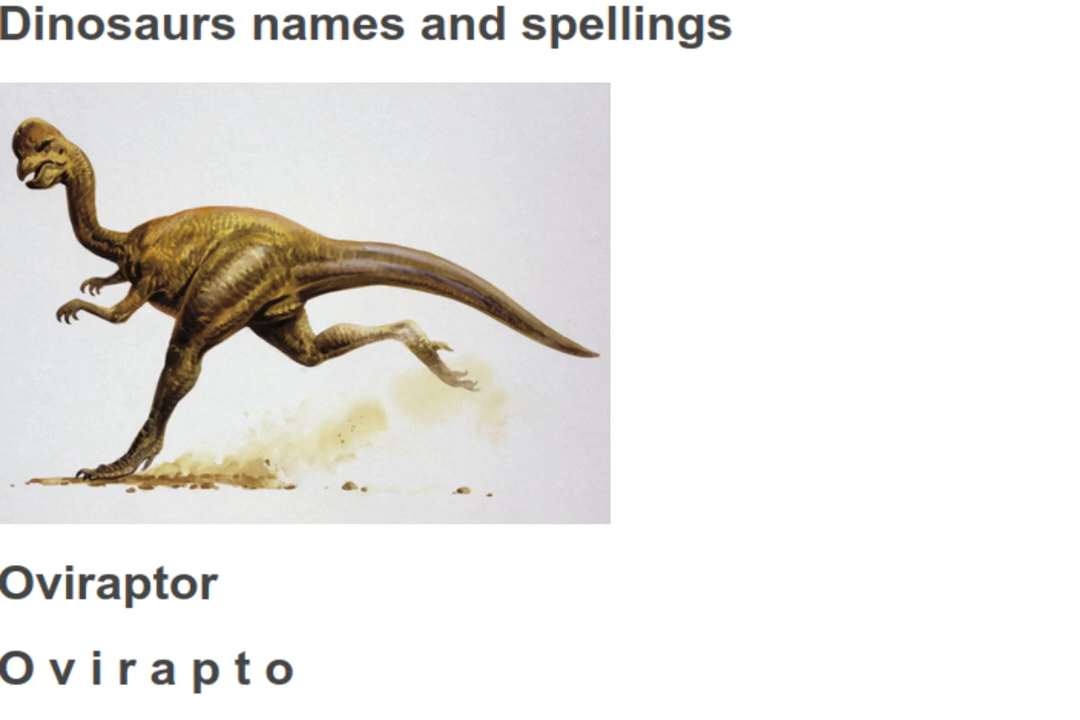 Dinosaurs names and spellings
Oviraptor
O v i r a p t o